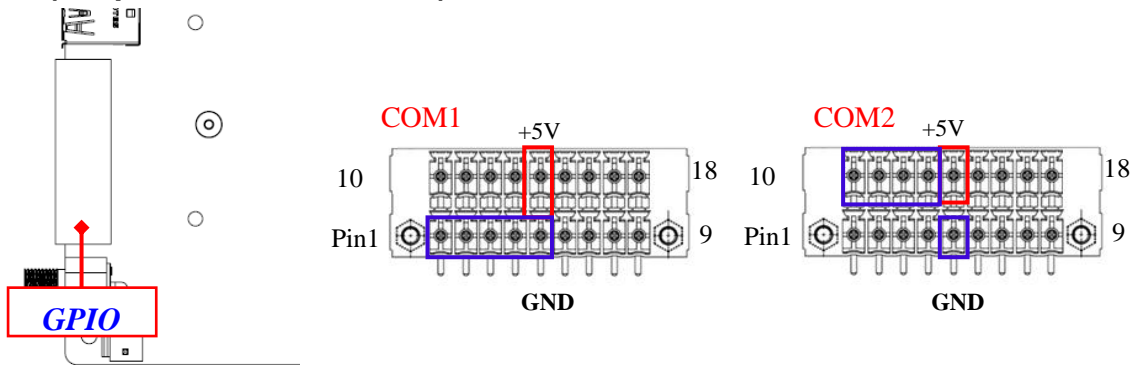 COM1
+5V
10
18
Pin1
9
GND
COM2
+5V
10
18
Pin1
9
GND
GPIO